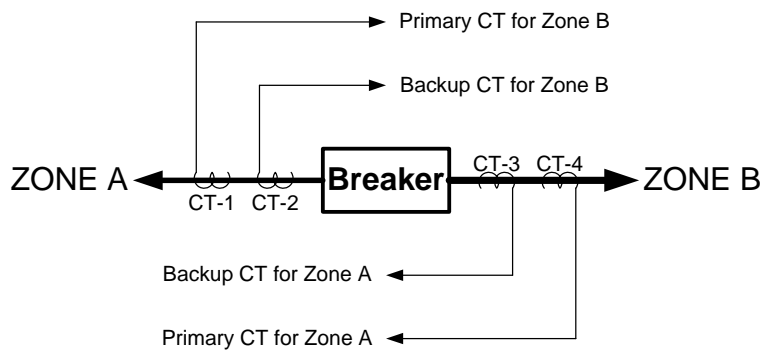 Primary CT for Zone B
Backup CT for Zone B
ZONE A
CT-1
CT-2
Breaker
CT-3
CT-4
ZONE B
Backup CT for Zone A
Primary CT for Zone A